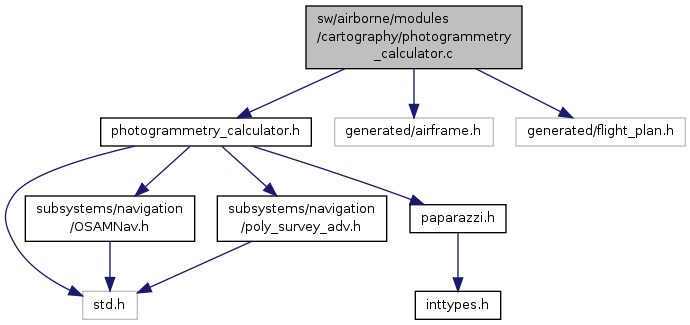 sw/airborne/modules
/cartography/photogrammetry
_calculator.c
photogrammetry_calculator.h
generated/airframe.h
generated/flight_plan.h
subsystems/navigation
/OSAMNav.h
subsystems/navigation
/poly_survey_adv.h
paparazzi.h
std.h
inttypes.h